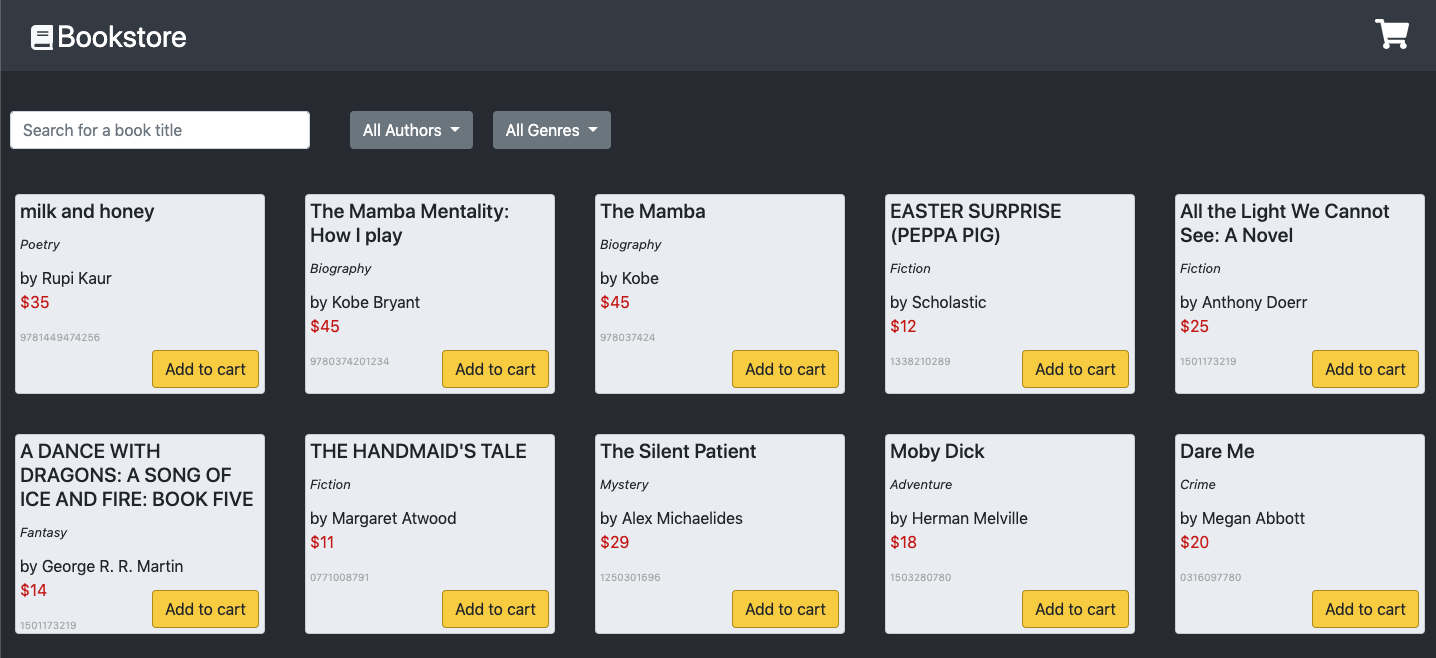 Bookstore
Search for a book title
All Authors
All Genres
milk and honey
Poetry
by Rupi Kaur
$35
9781449474256
Add to cart
The Mamba Mentality:
How I play
Biography
by Kobe Bryant
$45
9780374201234
Add to cart
The Mamba
Biography
by Kobe
$45
978037424
Add to cart
EASTER SURPRISE
(PEPPA PIG)
Fiction
by Scholastic
$12
1338210289
Add to cart
All the Light We Cannot
See: A Novel
Fiction
by Anthony Doerr
$25
1501173219
Add to cart
A DANCE WITH
DRAGONS: A SONG OF
ICE AND FIRE: BOOK FIVE
Fantasy
by George R. R. Martin
$14
1501173219
Add to cart
THE HANDMAID'S TALE
Fiction
by Margaret Atwood
$11
0771008791
Add to cart
The Silent Patient
Mystery
by Alex Michaelides
$29
1250301696
Add to cart
Moby Dick
Adventure
by Herman Melville
$18
1503280780
Add to cart
Dare Me
Crime
by Megan Abbott
$20
0316097780
Add to cart